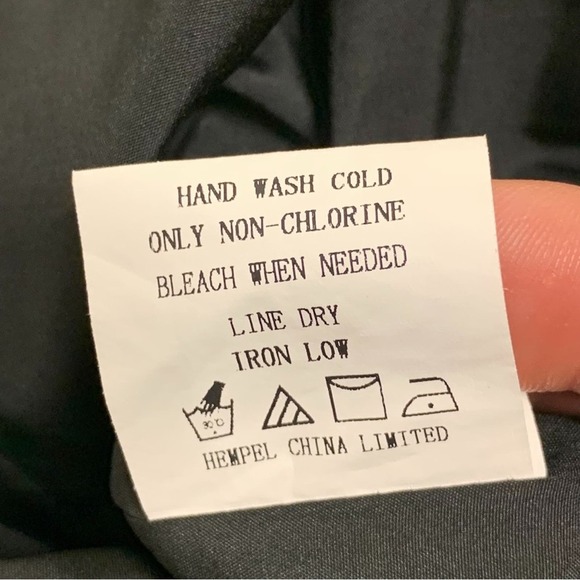 HAND WASH COLD
ONLY NON-CHLORINE
BLEACH WHEN NEEDED
LINE DRY
IRON LOW
30°C
HEMPEL CHINA LIMITED